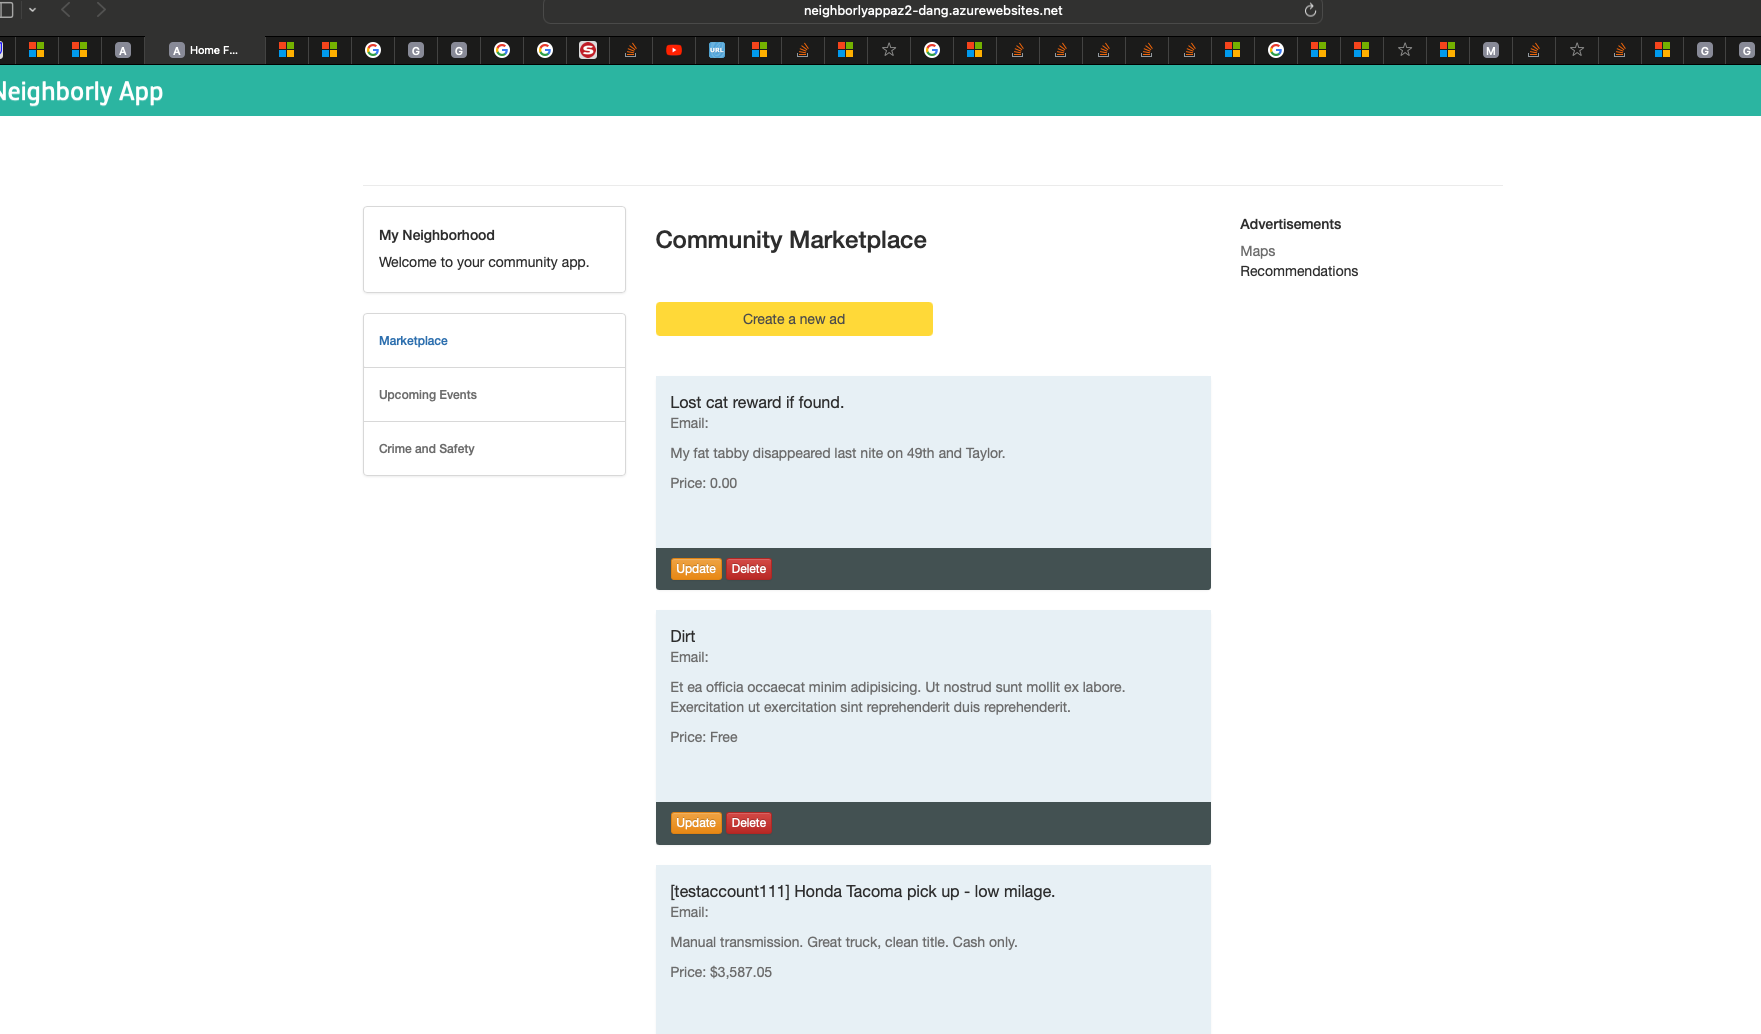 neighborlyappaz2-dang.azurewebsites.net
A
A Home F...
G
G
S
URL
M
G
G
Neighborly App
My Neighborhood
Welcome to your community app.
Marketplace
Upcoming Events
Crime and Safety
Community Marketplace
Create a new ad
Lost cat reward if found.
Email:
My fat tabby disappeared last nite on 49th and Taylor.
Price: 0.00
Update Delete
Dirt
Email:
Et ea officia occaecat minim adipisicing. Ut nostrud sunt mollit ex labore.
Exercitation ut exercitation sint reprehenderit duis reprehenderit.
Price: Free
Update Delete
[testaccount111] Honda Tacoma pick up - low milage.
Email:
Manual transmission. Great truck, clean title. Cash only.
Price: $3,587.05
Advertisements
Maps
Recommendations